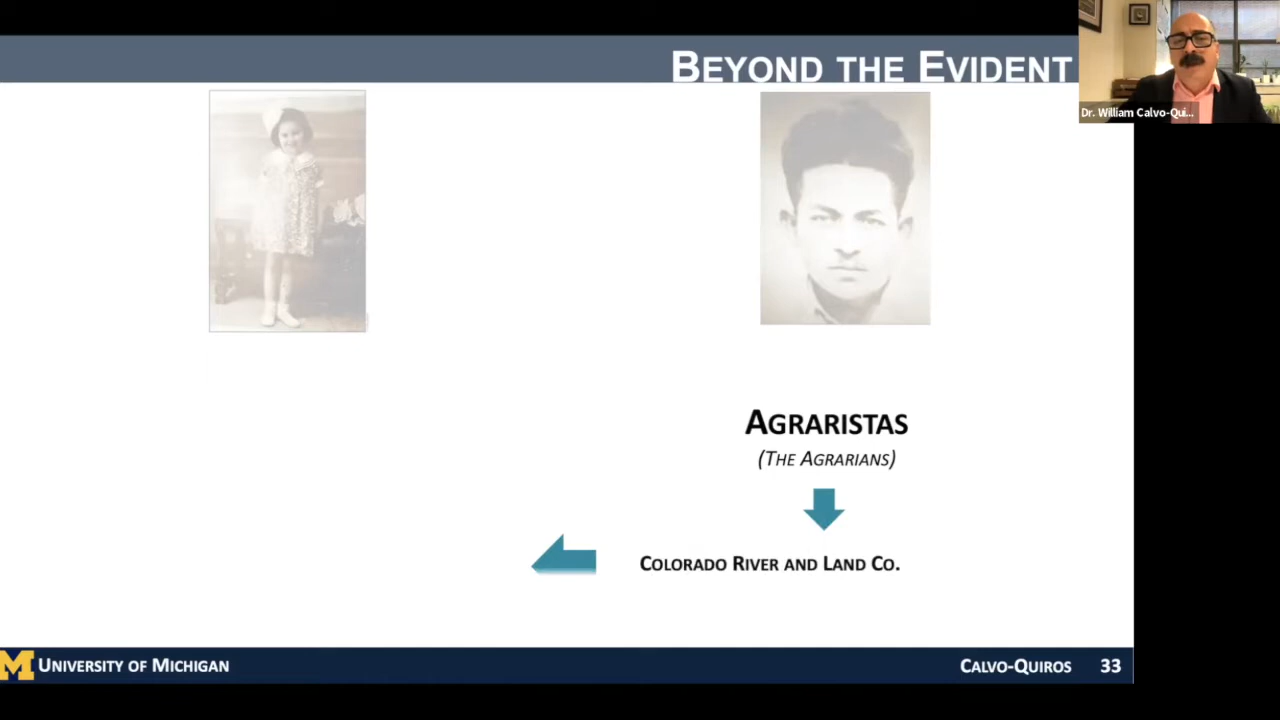 BEYOND THE EVIDENT
Dr. William Calvo-Qui...
AGRARISTAS
(THE AGRARIANS)
COLORADO RIVER AND LAND CO.
M UNIVERSITY OF MICHIGAN
CALVO-QUIROS 33